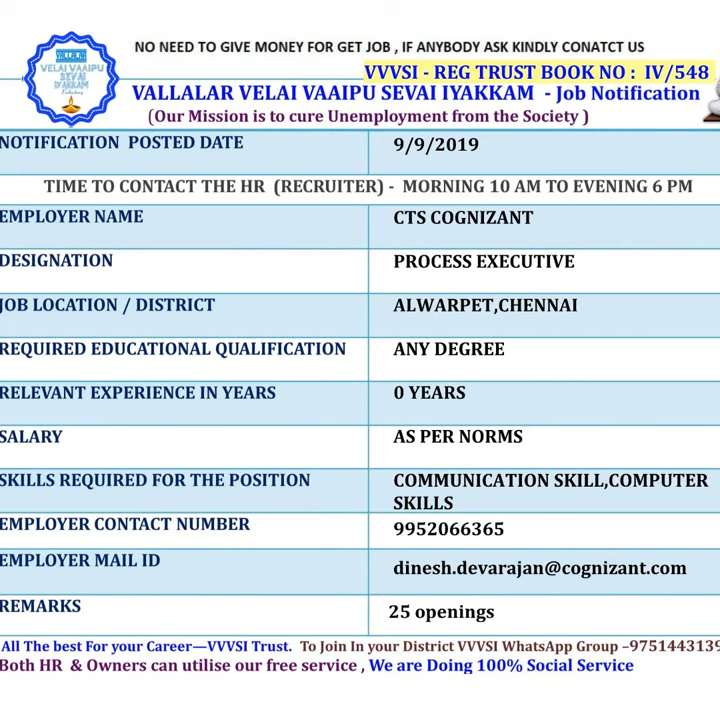 VALLALAR
VELAI VAAIPU
SEVAI
IYAKKAM
NO NEED TO GIVE MONEY FOR GET JOB , IF ANYBODY ASK KINDLY CONATCT US
VVVSI - REG TRUST BOOK NO : IV/548
VALLALAR VELAI VAAIPU SEVAI IYAKKAM - Job Notification
(Our Mission is to cure Unemployment from the Society )
NOTIFICATION POSTED DATE 9/9/2019
TIME TO CONTACT THE HR (RECRUITER) - MORNING 10 AM TO EVENING 6 PM
EMPLOYER NAME CTS COGNIZANT
DESIGNATION PROCESS EXECUTIVE
JOB LOCATION / DISTRICT ALWARPET,CHENNAI
REQUIRED EDUCATIONAL QUALIFICATION ANY DEGREE
RELEVANT EXPERIENCE IN YEARS 0 YEARS
SALARY AS PER NORMS
SKILLS REQUIRED FOR THE POSITION COMMUNICATION SKILL,COMPUTER
SKILLS
EMPLOYER CONTACT NUMBER 9952066365
EMPLOYER MAIL ID dinesh.devarajan@cognizant.com
REMARKS 25 openings
All The best For your Career—VVVSI Trust. To Join In your District VVVSI WhatsApp Group –9751443139
Both HR & Owners can utilise our free service , We are Doing 100% Social Service